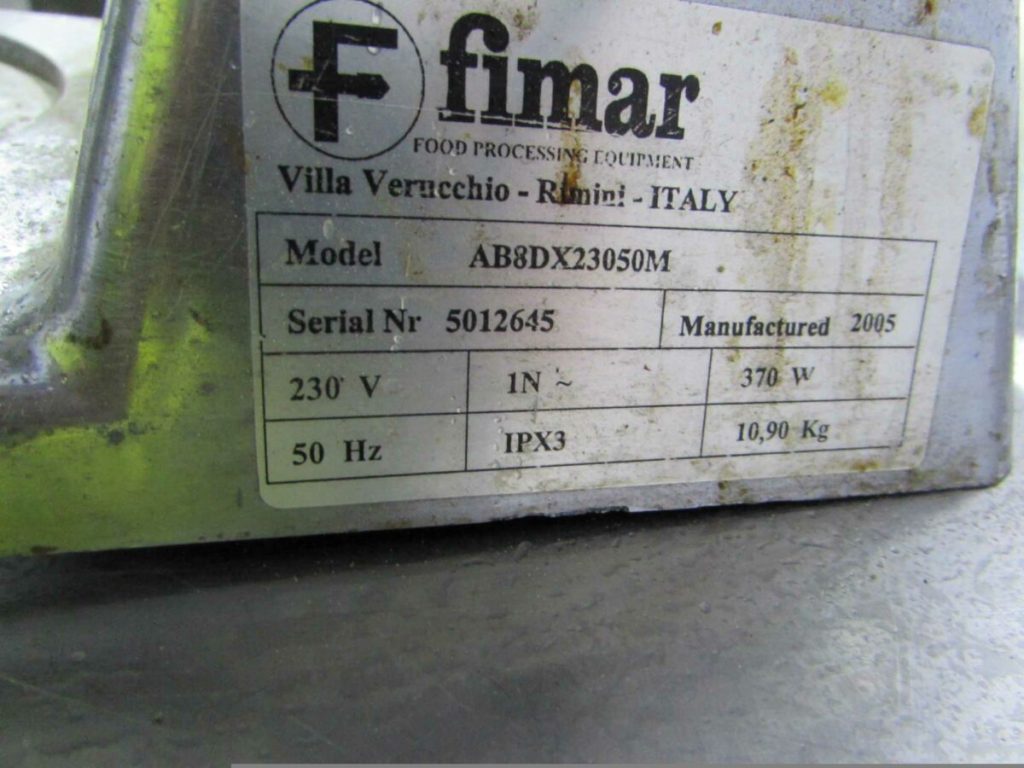 F fimar
FOOD PROCESSING EQUIPMENT
Villa Verucchio - Rimini - ITALY
Model AB8DX23050M
Serial Nr 5012645 Manufactured 2005
230 V 1N ~ 370 W
50 Hz IPX3 10,90 Kg